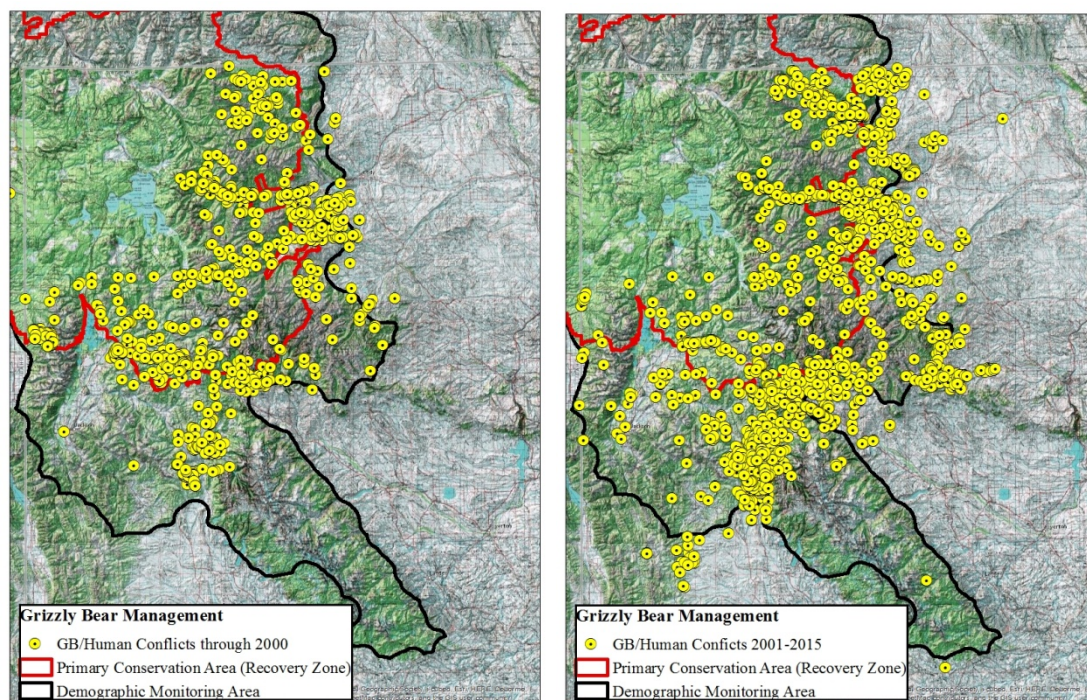 Grizzly Bear Management
GB/Human Conflicts through 2000
Primary Conservation Area (Recovery Zone)
Demographic Monitoring Area
Grizzly Bear Management
GB/Human Conficts 2001-2015
Primary Conservation Area (Recovery Zone)
Demographic Monitoring Area